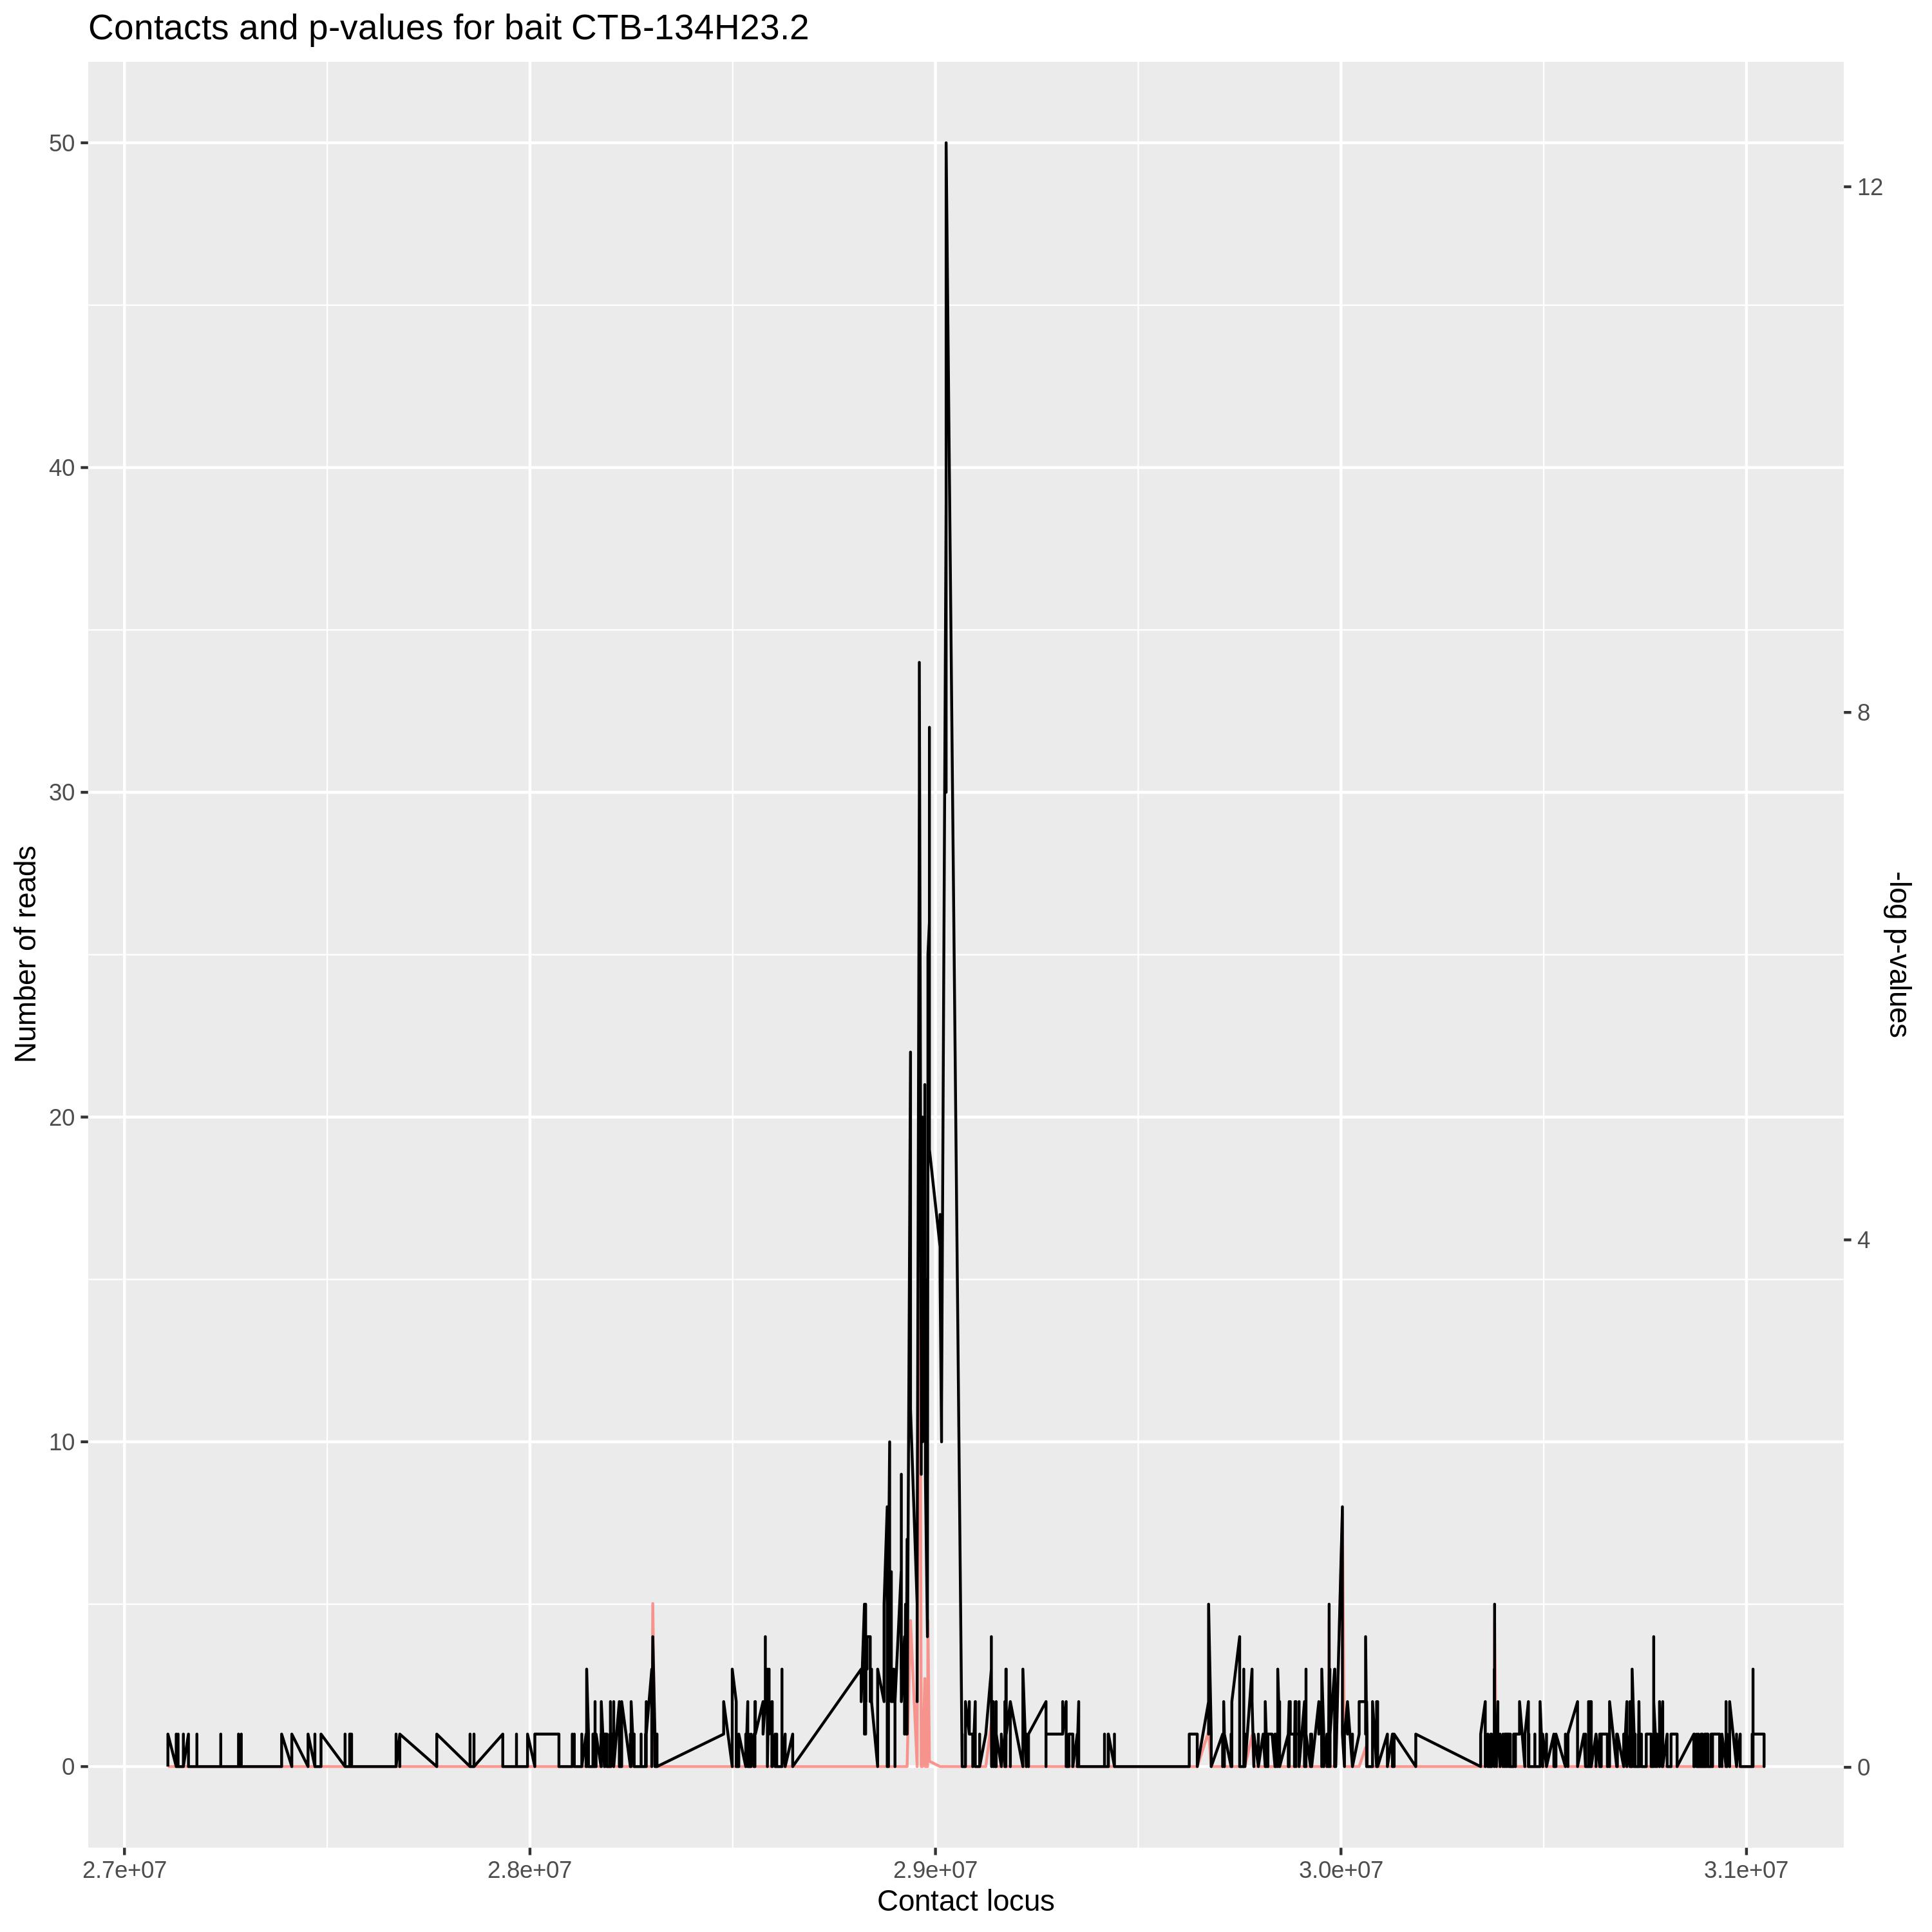 Contacts and p-values for bait CTB-134H23.2
50
40
30
20
10
0
Number of reads
12
8
4
0
-log p-values
2.7e+07 2.8e+07 2.9e+07 3.0e+07 3.1e+07
Contact locus